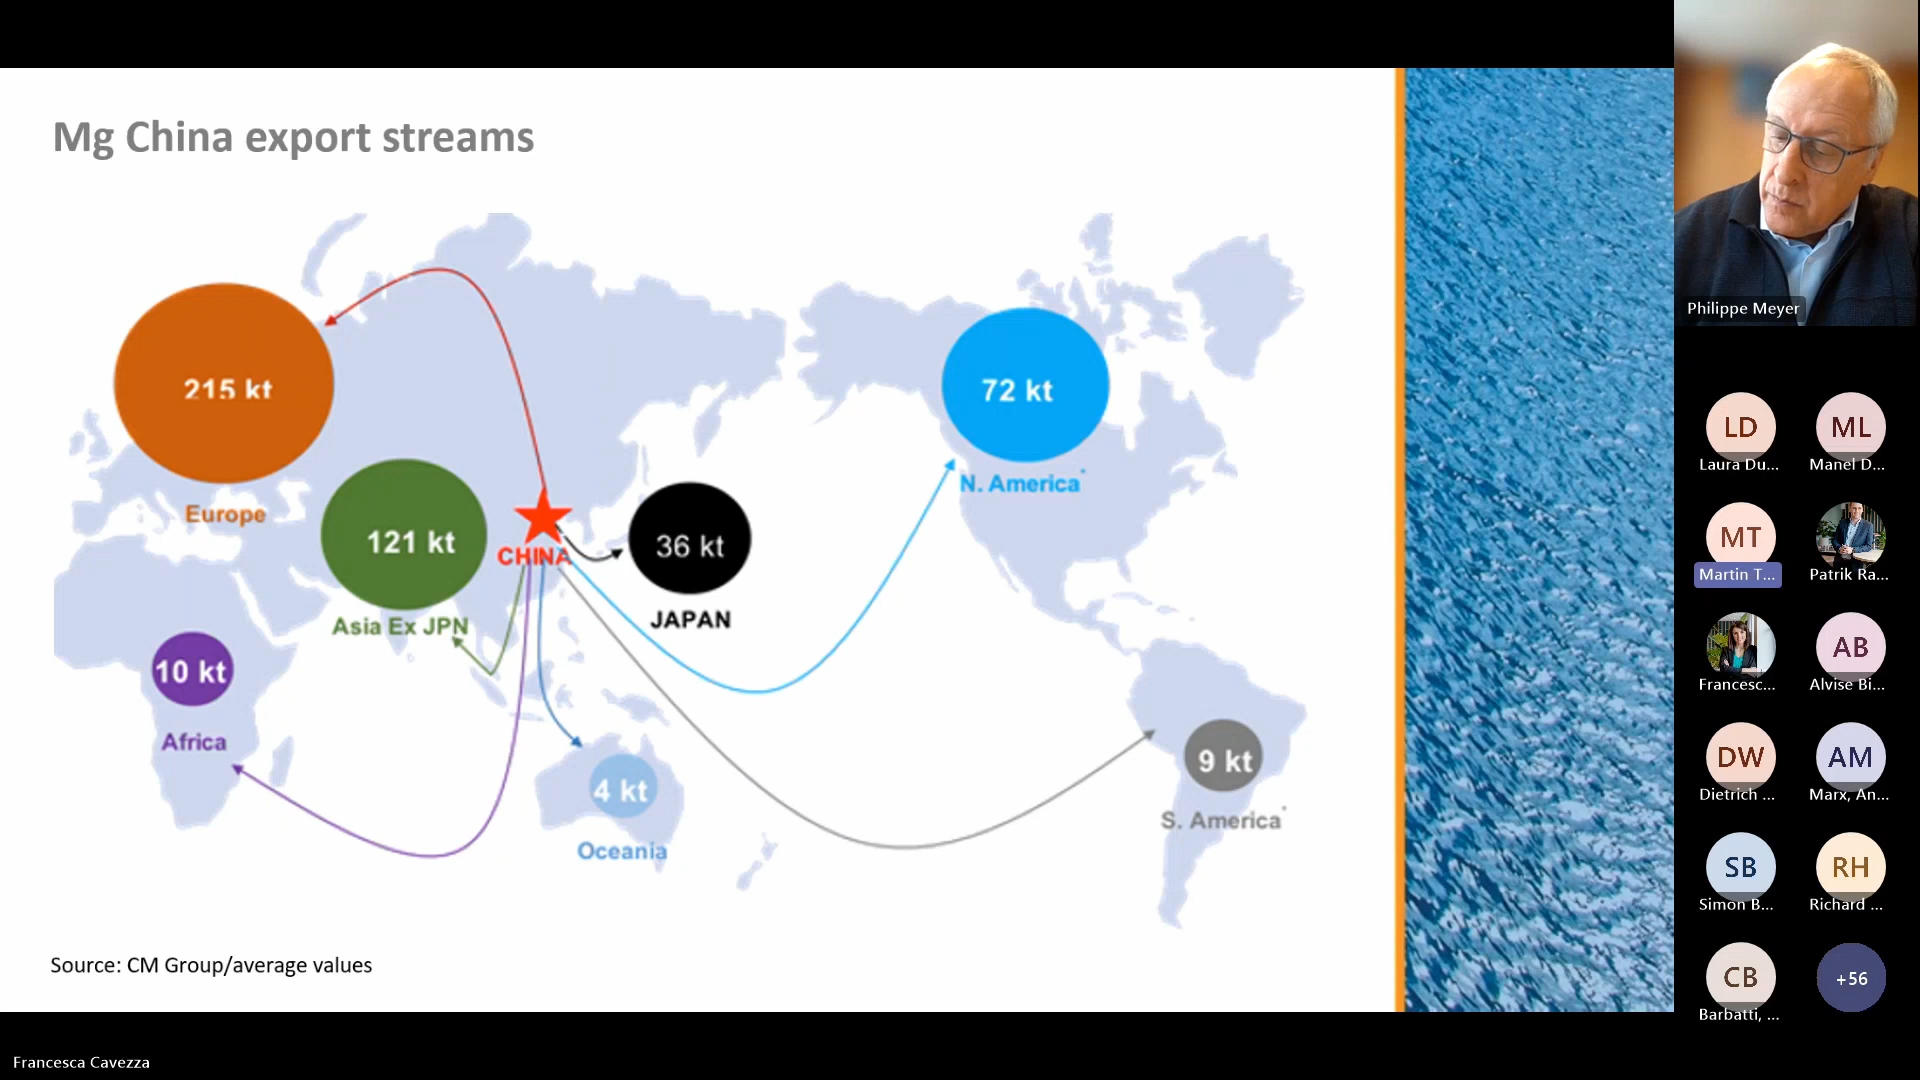 Mg China export streams
215 kt
Europe
121 kt
Asia Ex JPN
CHINA
36 kt
JAPAN
72 kt
N. America*
10 kt
Africa
4 kt
Oceania
9 kt
S. America*
Source: CM Group/average values
Philippe Meyer
LD
Laura Du...
ML
Manel D...
MT
Martin T...
Patrik Ra...
Francesc...
AB
Alvise Bi...
DW
Dietrich ...
AM
Marx, An...
SB
Simon B...
RH
Richard ...
CB
Barbatti, ...
+56
Francesca Cavezza